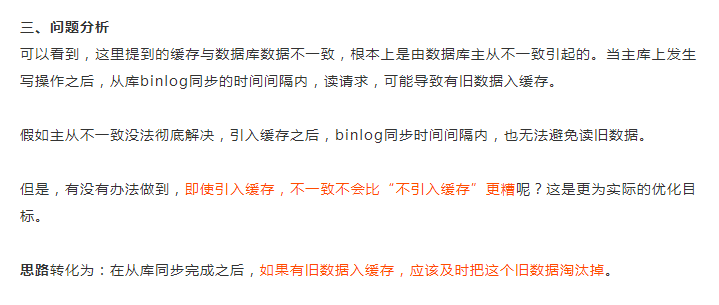 三、问题分析
可以看到，这里提到的缓存与数据库数据不一致，根本上是由数据库主从不一致引起的。当主库上发生
写操作之后，从库binlog同步的时间间隔内，读请求，可能导致有旧数据入缓存。
假如主从不一致没法彻底解决，引入缓存之后，binlog同步时间间隔内，也无法避免读旧数据。
但是，有没有办法做到，即使引入缓存，不一致不会比“不引入缓存”更糟呢？这是更为实际的优化目
标。
思路转化为：在从库同步完成之后，如果有旧数据入缓存，应该及时把这个旧数据淘汰掉。